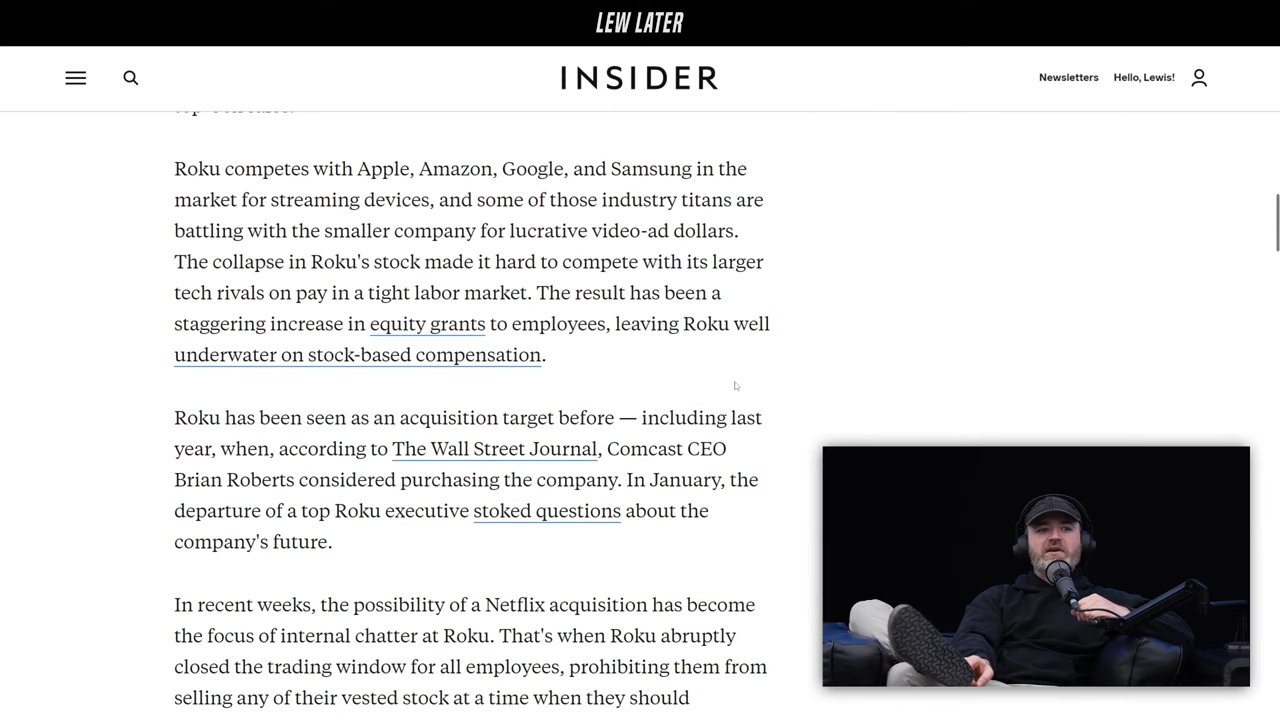 LEW LATER
INSIDER
Newsletters
Hello, Lewis!
Roku competes with Apple, Amazon, Google, and Samsung in the
market for streaming devices, and some of those industry titans are
battling with the smaller company for lucrative video-ad dollars.
The collapse in Roku's stock made it hard to compete with its larger
tech rivals on pay in a tight labor market. The result has been a
staggering increase in equity grants to employees, leaving Roku well
underwater on stock-based compensation.
Roku has been seen as an acquisition target before — including last
year, when, according to The Wall Street Journal, Comcast CEO
Brian Roberts considered purchasing the company. In January, the
departure of a top Roku executive stoked questions about the
company's future.
In recent weeks, the possibility of a Netflix acquisition has become
the focus of internal chatter at Roku. That's when Roku abruptly
closed the trading window for all employees, prohibiting them from
selling any of their vested stock at a time when they should